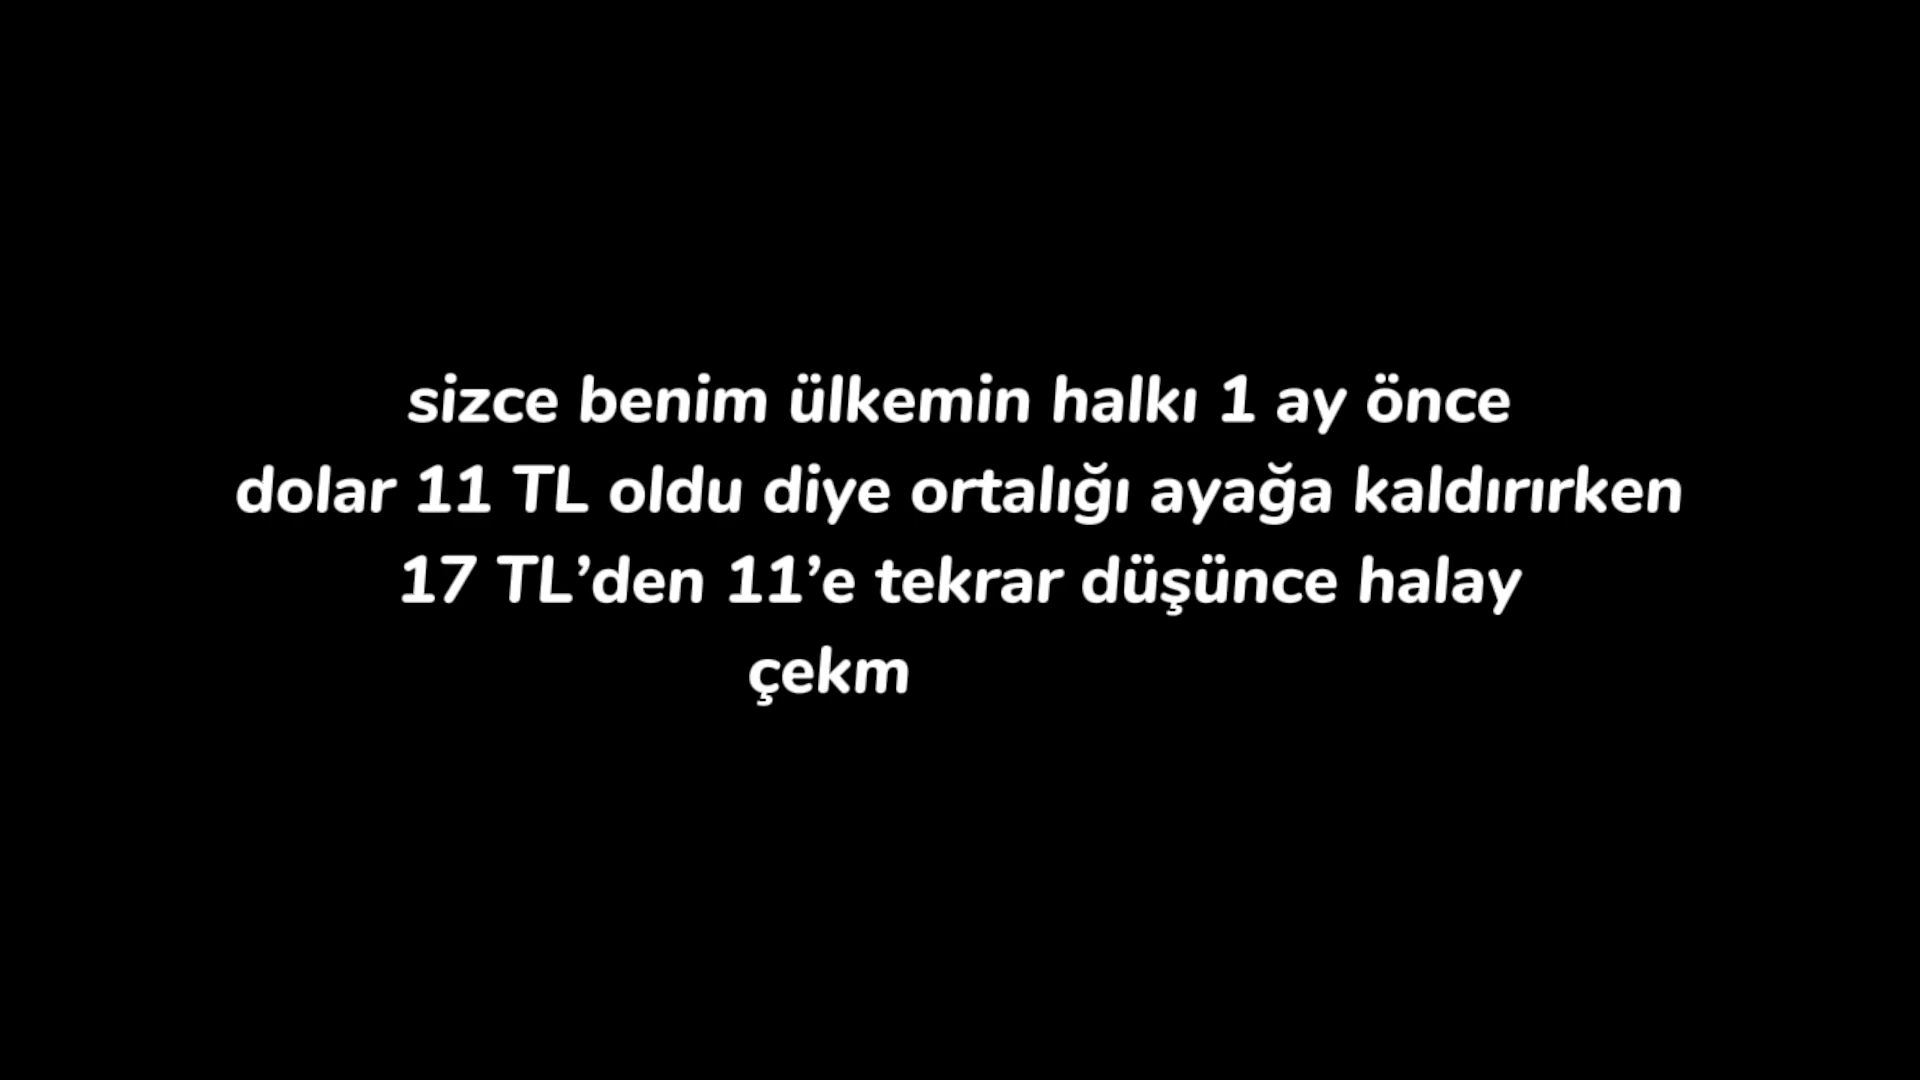 sizce benim ülkemin halkı 1 ay önce
dolar 11 TL oldu diye ortalığı ayağa kaldırırken
17 TL’den 11’e tekrar düşünce halay
çekm